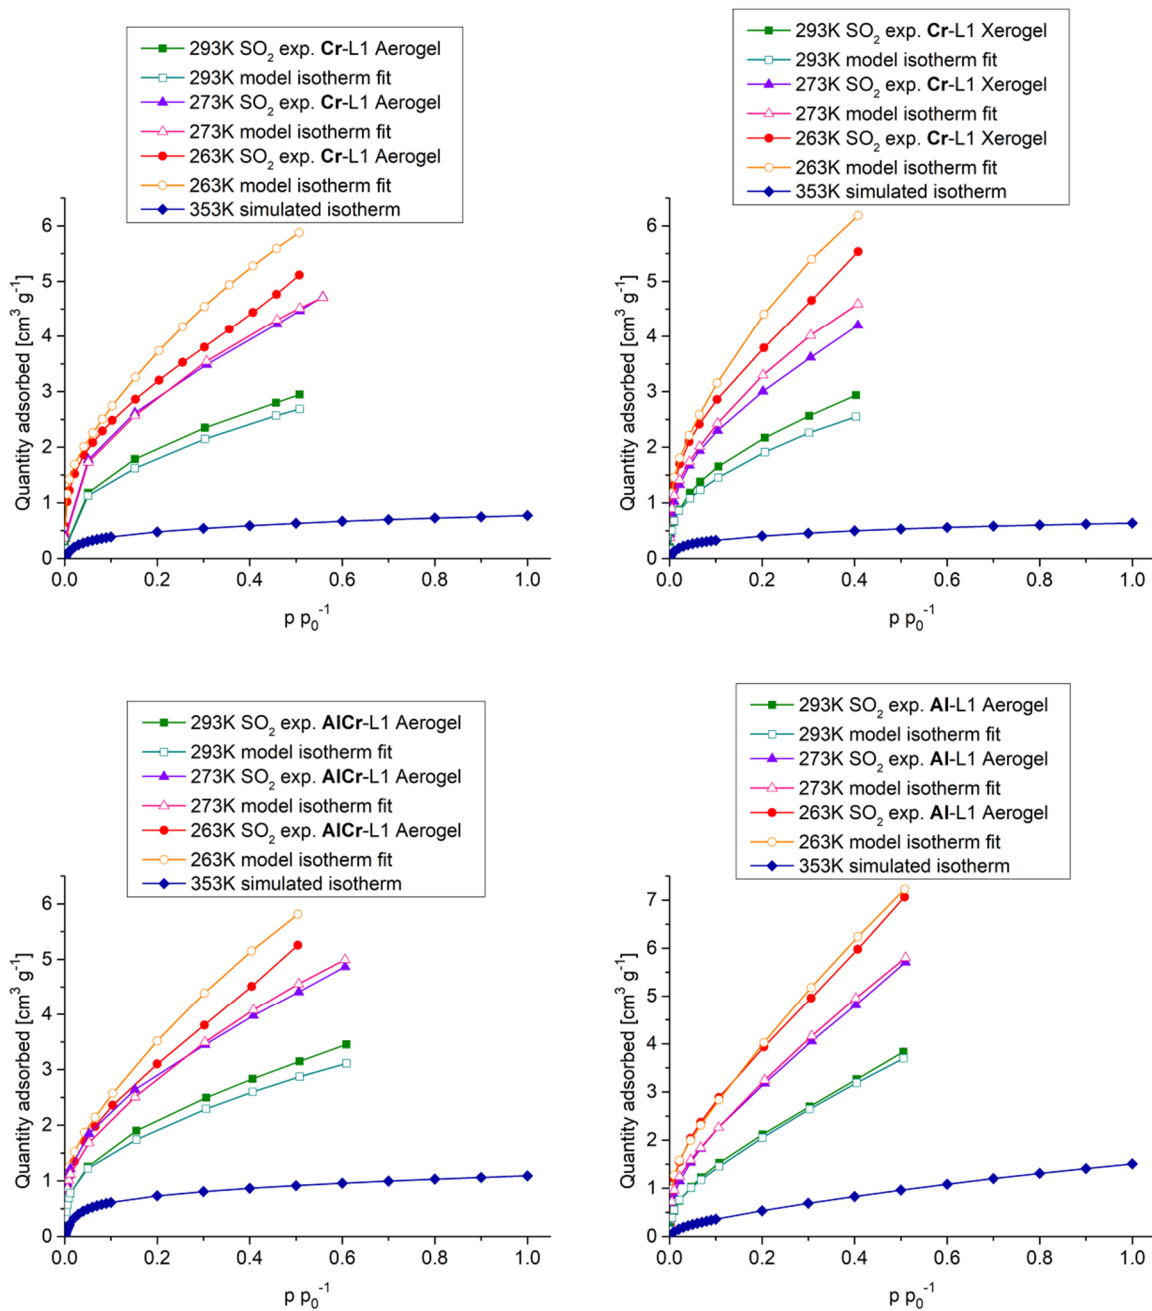 293K SO2 exp. Cr-L1 Aerogel
293K model isotherm fit
273K SO2 exp. Cr-L1 Aerogel
273K model isotherm fit
263K SO2 exp. Cr-L1 Aerogel
263K model isotherm fit
353K simulated isotherm
6
5
4
3
2
1
0
Quantity adsorbed [cm3 g-1]
0.0 0.2 0.4 0.6 0.8 1.0
p p0-1
293K SO2 exp. Cr-L1 Xerogel
293K model isotherm fit
273K SO2 exp. Cr-L1 Xerogel
273K model isotherm fit
263K SO2 exp. Cr-L1 Xerogel
263K model isotherm fit
353K simulated isotherm
6
5
4
3
2
1
0
Quantity adsorbed [cm3 g-1]
0.0 0.2 0.4 0.6 0.8 1.0
p p0-1
293K SO2 exp. AlCr-L1 Aerogel
293K model isotherm fit
273K SO2 exp. AlCr-L1 Aerogel
273K model isotherm fit
263K SO2 exp. AlCr-L1 Aerogel
263K model isotherm fit
353K simulated isotherm
6
5
4
3
2
1
0
Quantity adsorbed [cm3 g-1]
0.0 0.2 0.4 0.6 0.8 1.0
p p0-1
293K SO2 exp. Al-L1 Aerogel
293K model isotherm fit
273K SO2 exp. Al-L1 Aerogel
273K model isotherm fit
263K SO2 exp. Al-L1 Aerogel
263K model isotherm fit
353K simulated isotherm
7
6
5
4
3
2
1
0
Quantity adsorbed [cm3 g-1]
0.0 0.2 0.4 0.6 0.8 1.0
p p0-1